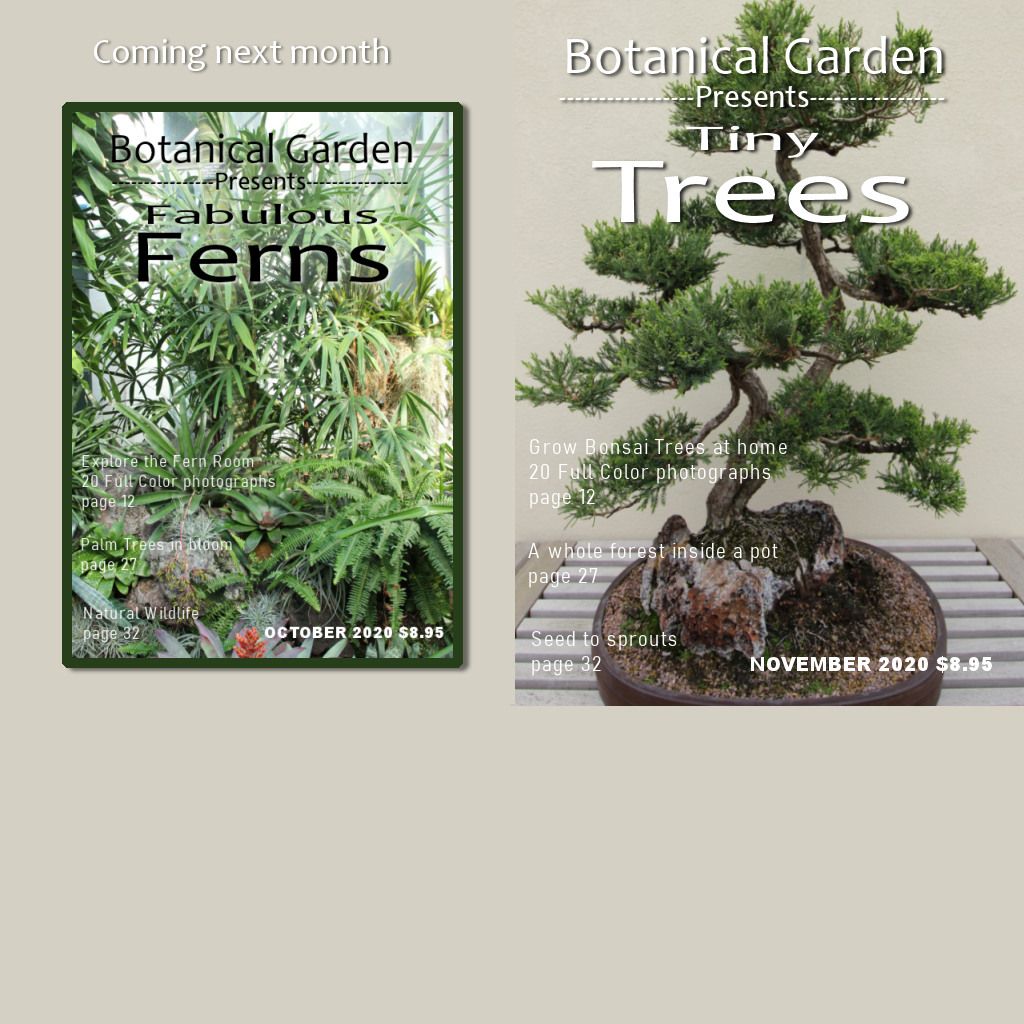 Coming next month
Botanical Garden
----------------Presents----------------
Fabulous
Ferns
Explore the Fern Room
20 Full Color photographs
page 12
Palm Trees in bloom
page 27
Natural Wildlife
page 32
OCTOBER 2020 $8.95
Botanical Garden
-----------------Presents-----------------
Tiny
Trees
Grow Bonsai Trees at home
20 Full Color photographs
page 12
A whole forest inside a pot
page 27
Seed to sprouts
page 32
NOVEMBER 2020 $8.95